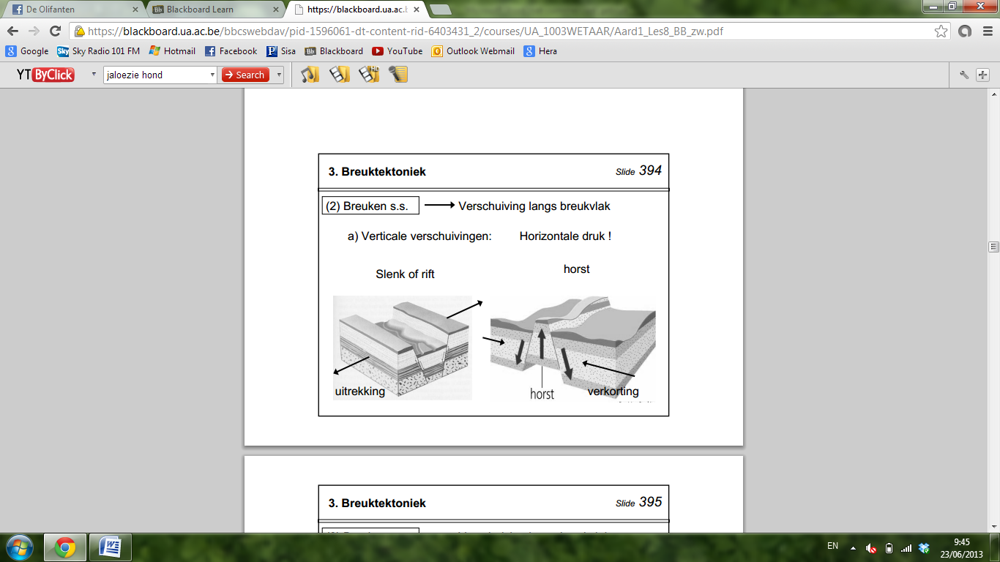 De Olifanten
Blackboard Learn
https://blackboard.ua.ac.b
https://blackboard.ua.ac.be/bbcswebdav/pid-1596061-dt-content-rid-6403431_2/courses/UA_1003WETAAR/Aard1_Les8_BB_zw.pdf
Google Sky Radio 101 FM Hotmail Facebook Sisa Blackboard YouTube Outlook Webmail Hera
YT ByClick jaloezie hond Search
3. Breuktektoniek Slide 394
(2) Breuken s.s. Verschuiving langs breukvlak
a) Verticale verschuivingen: Horizontale druk !
Slenk of rift horst
uitrekking horst verkorting
3. Breuktektoniek Slide 395
EN 9:45
23/06/2013